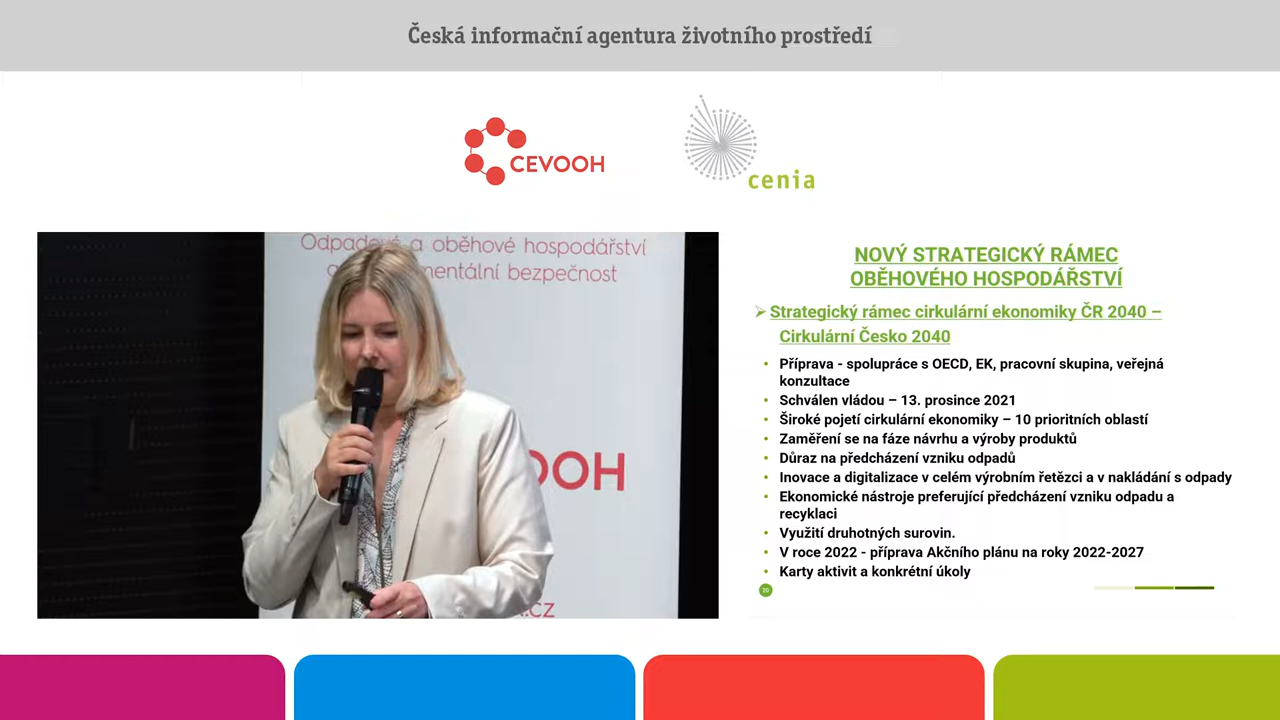 Česká informační agentura životního prostředí
CEVOOH
cenia
Odpadové a oběhové hospodářství
mentální bezpečnost
OOH
.cz
NOVÝ STRATEGICKÝ RÁMEC
OBĚHOVÉHO HOSPODÁŘSTVÍ
➢ Strategický rámec cirkulární ekonomiky ČR 2040 –
Cirkulární Česko 2040
• Příprava - spolupráce s OECD, EK, pracovní skupina, veřejná
konzultace
• Schválen vládou – 13. prosince 2021
• Široké pojetí cirkulární ekonomiky – 10 prioritních oblastí
• Zaměření se na fáze návrhu a výroby produktů
• Důraz na předcházení vzniku odpadů
• Inovace a digitalizace v celém výrobním řetězci a v nakládání s odpady
• Ekonomické nástroje preferující předcházení vzniku odpadu a
recyklaci
• Využití druhotných surovin.
• V roce 2022 - příprava Akčního plánu na roky 2022-2027
• Karty aktivit a konkrétní úkoly
20